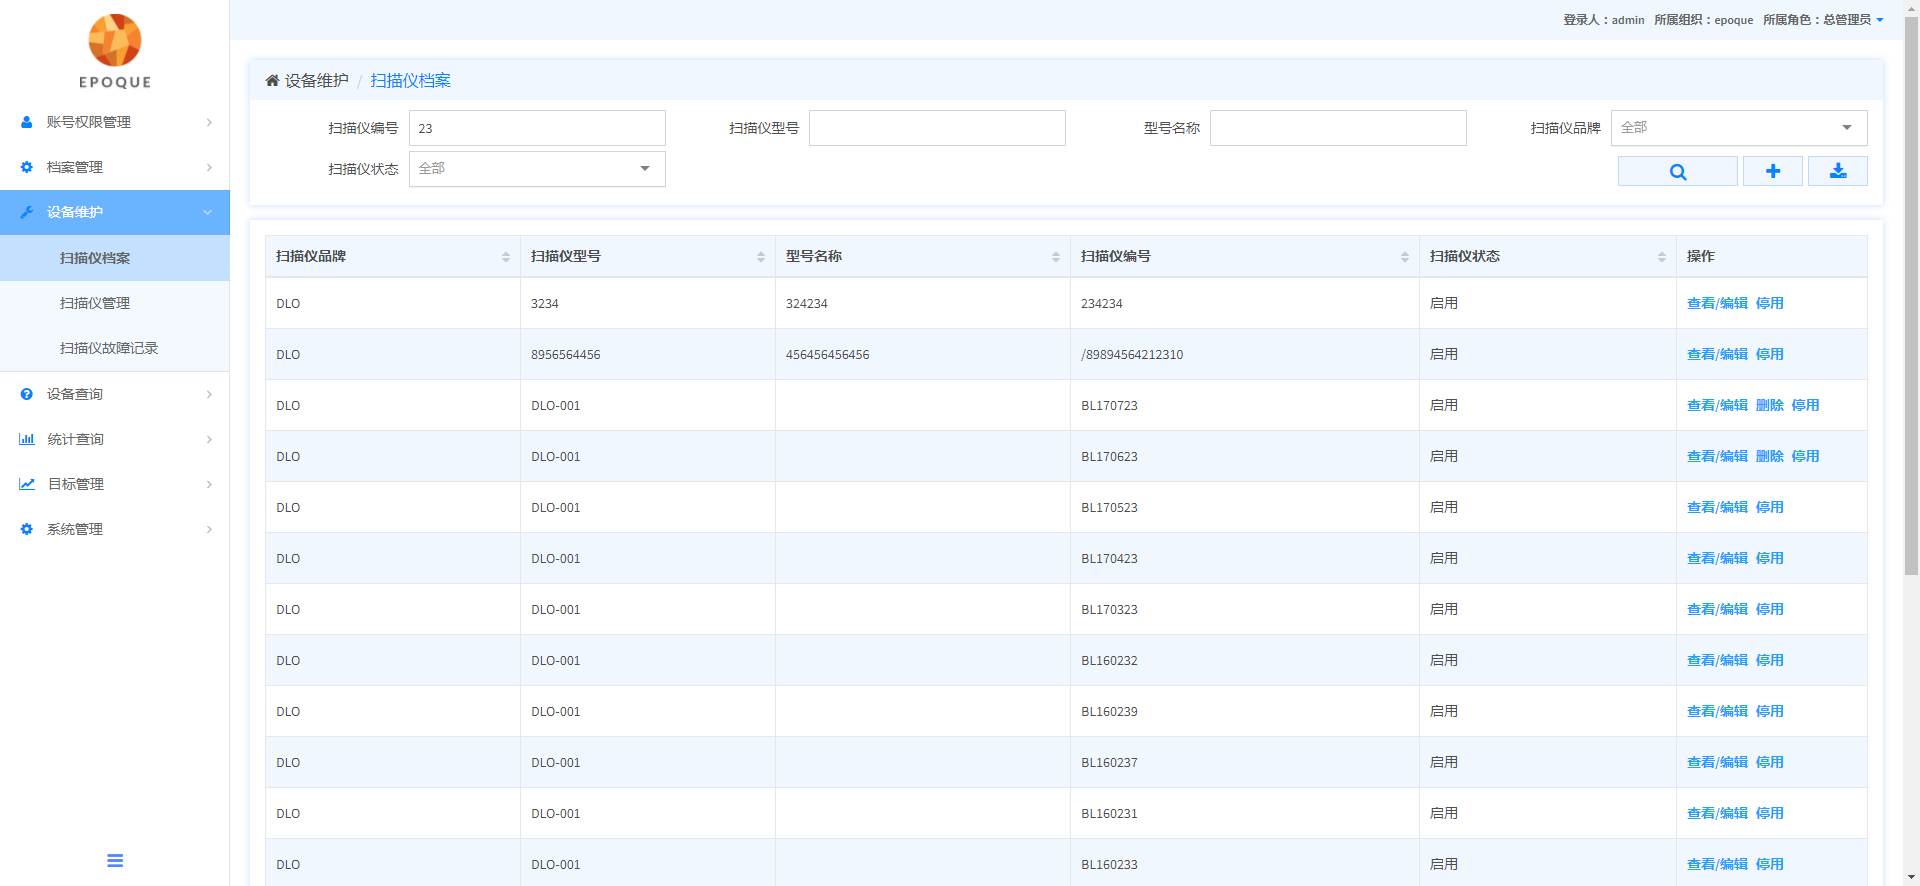 EPOQUE
登录人：admin 所属组织：epoque 所属角色：总管理员
账号权限管理
档案管理
设备维护
扫描仪档案
扫描仪管理
扫描仪故障记录
设备查询
统计查询
目标管理
系统管理
设备维护 / 扫描仪档案
扫描仪编号 23 扫描仪型号 型号名称 扫描仪品牌 全部
扫描仪状态 全部
扫描仪品牌 扫描仪型号 型号名称 扫描仪编号 扫描仪状态 操作
DLO 3234 324234 234234 启用 查看/编辑 停用
DLO 8956564456 456456456456 /89894564212310 启用 查看/编辑 停用
DLO DLO-001 BL170723 启用 查看/编辑 删除 停用
DLO DLO-001 BL170623 启用 查看/编辑 删除 停用
DLO DLO-001 BL170523 启用 查看/编辑 停用
DLO DLO-001 BL170423 启用 查看/编辑 停用
DLO DLO-001 BL170323 启用 查看/编辑 停用
DLO DLO-001 BL160232 启用 查看/编辑 停用
DLO DLO-001 BL160239 启用 查看/编辑 停用
DLO DLO-001 BL160237 启用 查看/编辑 停用
DLO DLO-001 BL160231 启用 查看/编辑 停用
DLO DLO-001 BL160233 启用 查看/编辑 停用